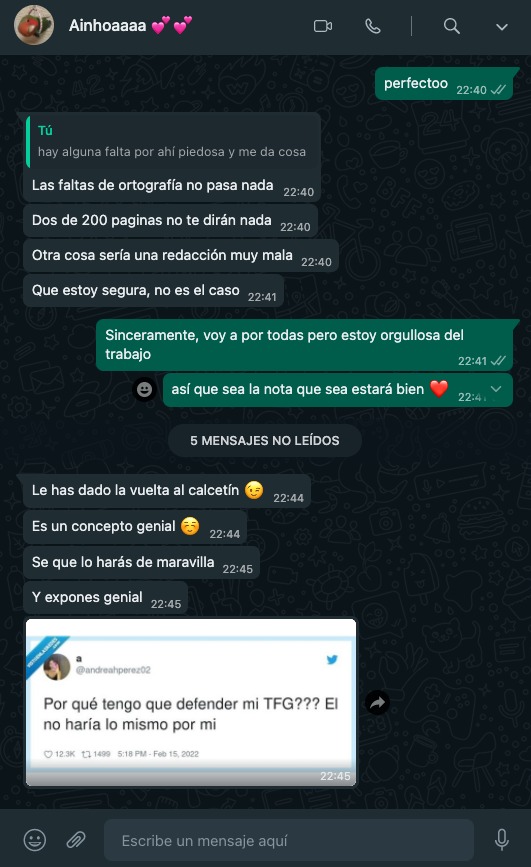 Ainhoaaaa 💕💕
perfectoo 22:40
Tú
hay alguna falta por ahí piedosa y me da cosa
Las faltas de ortografía no pasa nada 22:40
Dos de 200 paginas no te dirán nada 22:40
Otra cosa sería una redacción muy mala 22:40
Que estoy segura, no es el caso 22:41
Sinceramente, voy a por todas pero estoy orgullosa del
trabajo 22:41
así que sea la nota que sea estará bien ❤️ 22:4
5 MENSAJES NO LEÍDOS
Le has dado la vuelta al calcetín 😉 22:44
Es un concepto genial ☺️ 22:44
Se que lo harás de maravilla 22:45
Y expones genial 22:45
a
@andreahperez02
Por qué tengo que defender mi TFG??? El
no haría lo mismo por mi
12.3K 1499 5:18 PM - Feb 15, 2022
22:45
Escribe un mensaje aquí